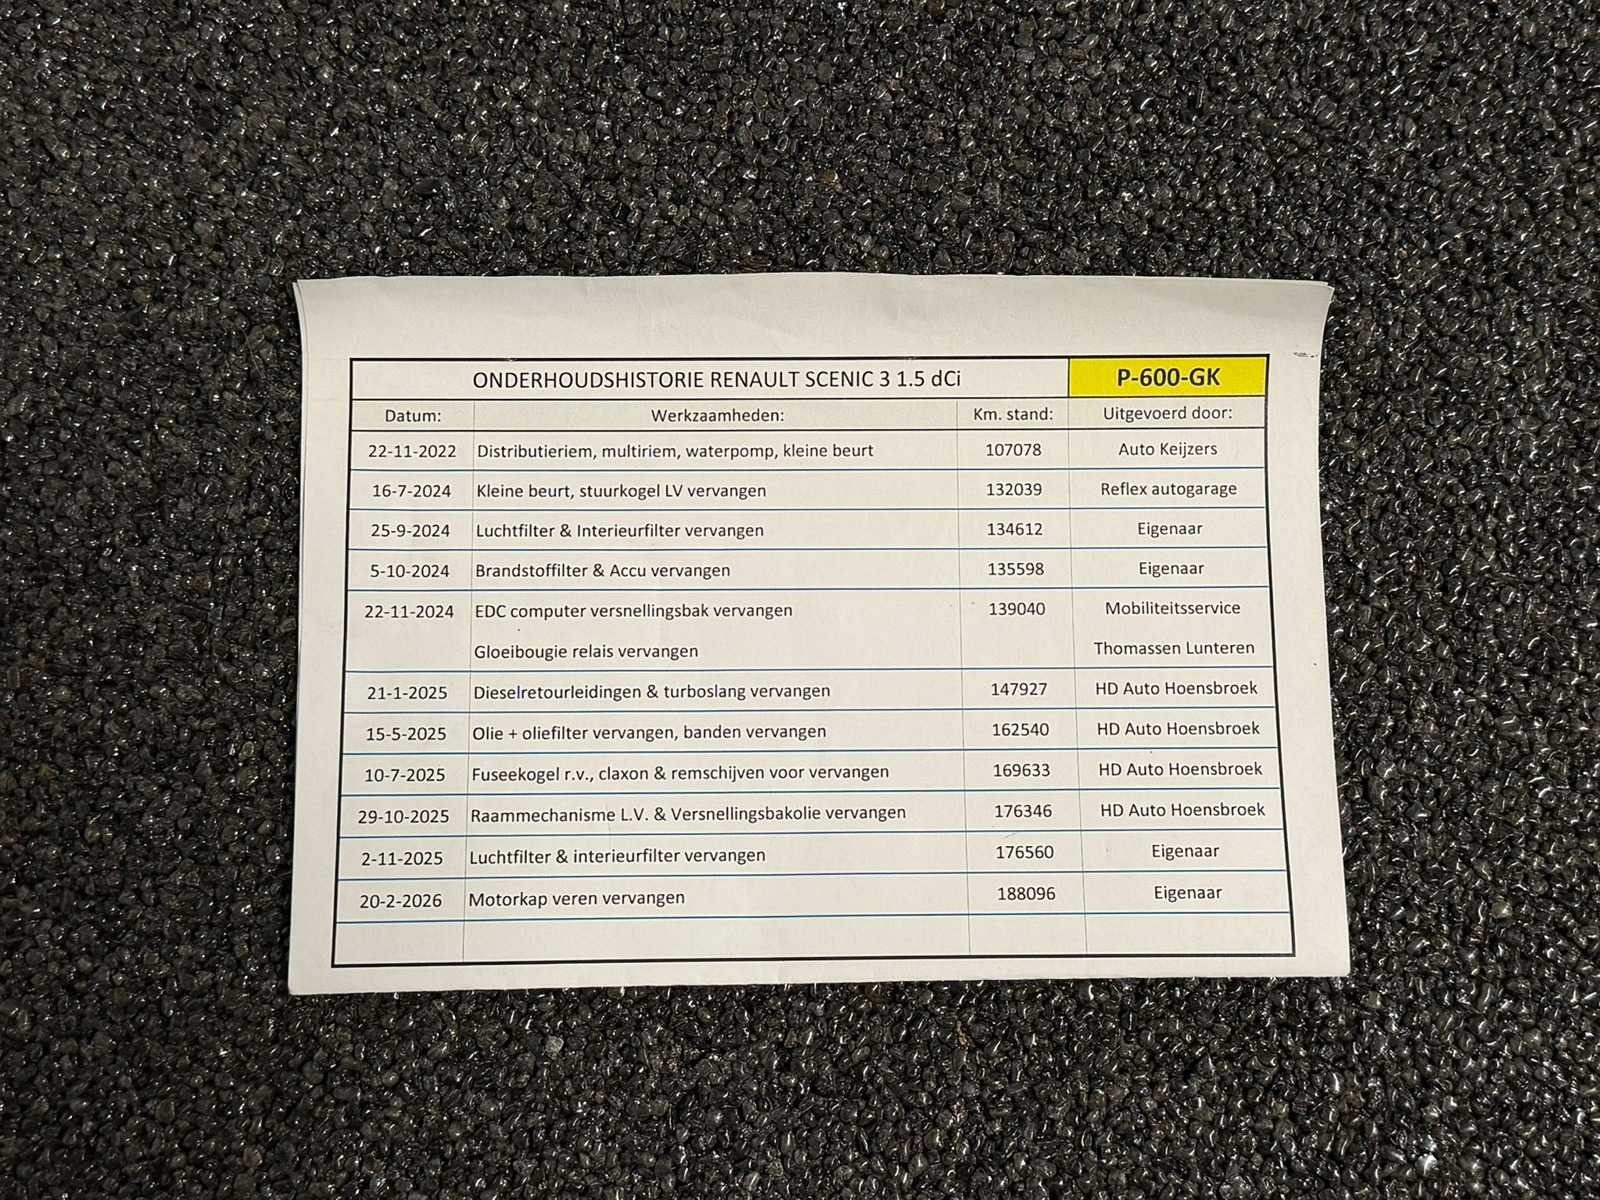 ONDERHOUDSHISTORIE RENAULT SCENIC 3 1.5 dCi P-600-GK
Datum: Werkzaamheden: Km. stand: Uitgevoerd door:
22-11-2022 Distributieriem, multiriem, waterpomp, kleine beurt 107078 Auto Keijzers
16-7-2024 Kleine beurt, stuurkogel LV vervangen 132039 Reflex autogarage
25-9-2024 Luchtfilter & Interieurfilter vervangen 134612 Eigenaar
5-10-2024 Brandstoffilter & Accu vervangen 135598 Eigenaar
22-11-2024 EDC computer versnellingsbak vervangen 139040 Mobiliteitsservice
Gloeibougie relais vervangen Thomassen Lunteren
21-1-2025 Dieselretourleidingen & turboslang vervangen 147927 HD Auto Hoensbroek
15-5-2025 Olie + oliefilter vervangen, banden vervangen 162540 HD Auto Hoensbroek
10-7-2025 Fuseekogel r.v., claxon & remschijven voor vervangen 169633 HD Auto Hoensbroek
29-10-2025 Raammechanisme L.V. & Versnellingsbakolie vervangen 176346 HD Auto Hoensbroek
2-11-2025 Luchtfilter & interieurfilter vervangen 176560 Eigenaar
20-2-2026 Motorkap veren vervangen 188096 Eigenaar